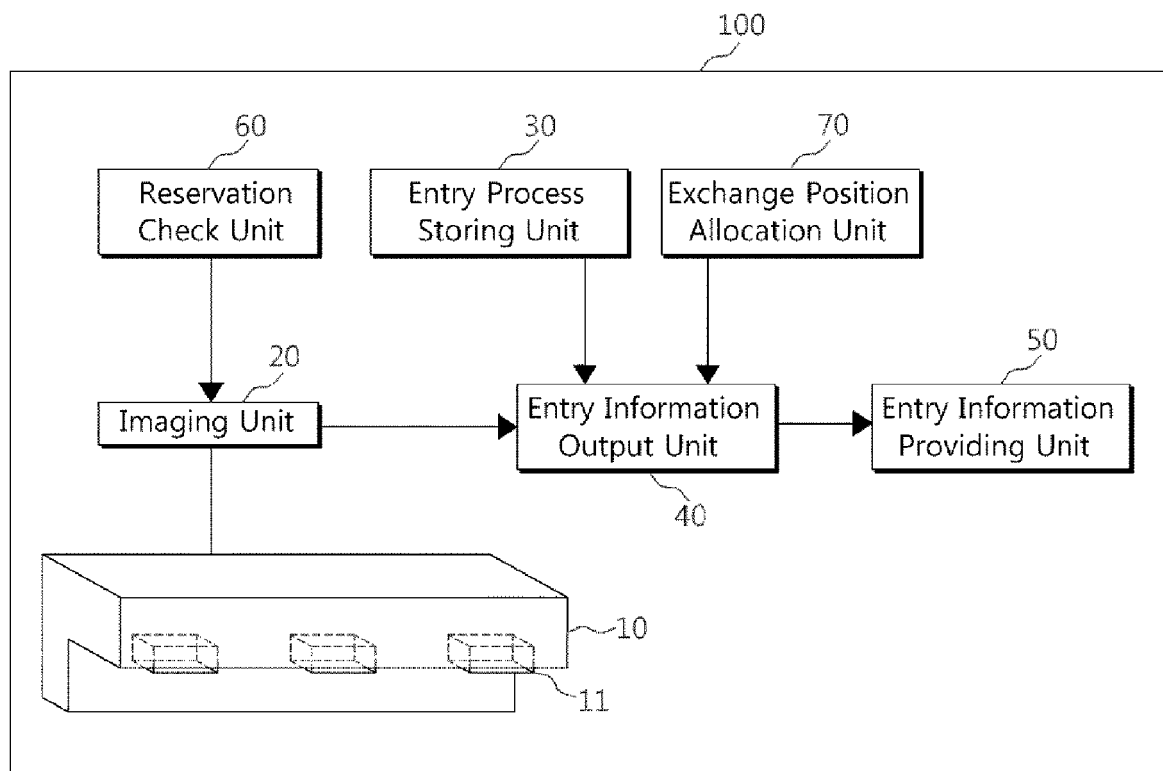 100
60
30
70
Reservation
Check Unit
Entry Process
Storing Unit
Exchange Position
Allocation Unit
20
50
Imaging Unit
Entry Information
Output Unit
Entry Information
Providing Unit
40
10
11